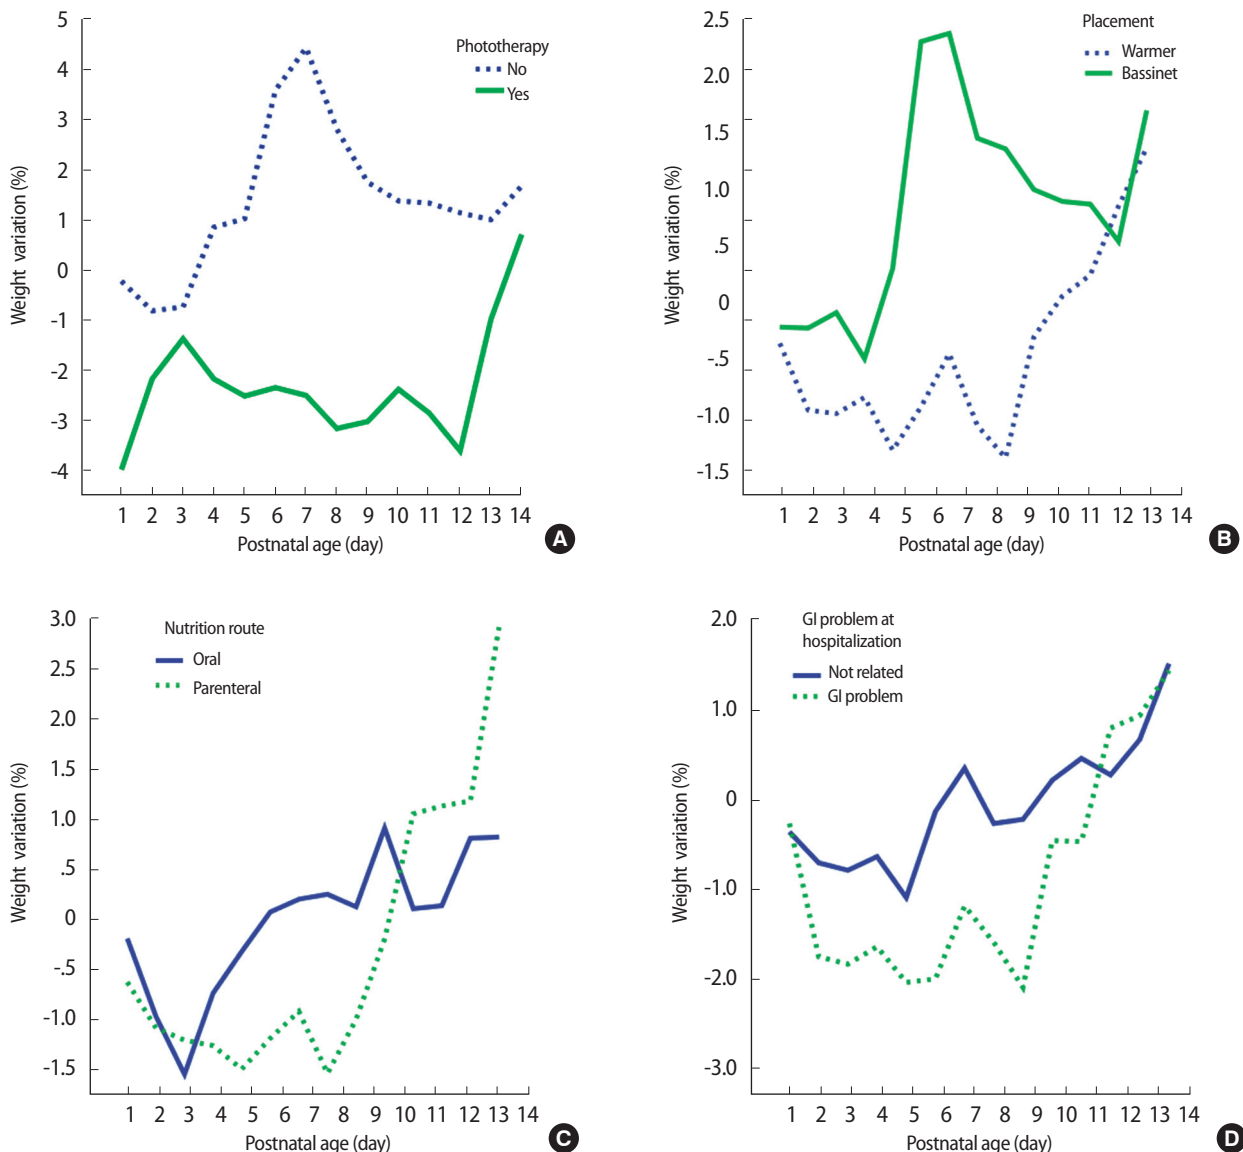 5
4
3
2
1
0
-1
-2
-3
-4
Weight variation (%)
Phototherapy
No
Yes
1 2 3 4 5 6 7 8 9 10 11 12 13 14
Postnatal age (day)
A
2.5
2.0
1.5
1.0
.5
0
-.5
-1.0
-1.5
Weight variation (%)
Placement
Warmer
Bassinet
1 2 3 4 5 6 7 8 9 10 11 12 13 14
Postnatal age (day)
B
3.0
2.5
2.0
1.5
1.0
.5
0
-.5
-1.0
-1.5
Weight variation (%)
Nutrition route
Oral
Parenteral
1 2 3 4 5 6 7 8 9 10 11 12 13 14
Postnatal age (day)
C
2.0
1.0
0
-1.0
-2.0
-3.0
Weight variation (%)
GI problem at
hospitalization
Not related
GI problem
1 2 3 4 5 6 7 8 9 10 11 12 13 14
Postnatal age (day)
D